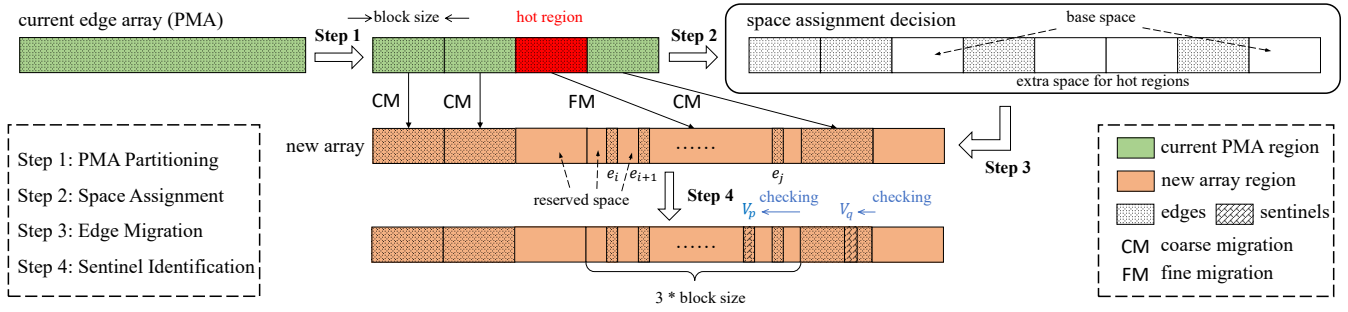 current edge array (PMA)
block size
hot region
Step 1
Step 2
space assignment decision
base space
extra space for hot regions
CM
CM
FM
CM
Step 3
new array
......
e_i
e_{i+1}
e_j
reserved space
Step 4
V_p
checking
V_q
checking
......
3 * block size
Step 1: PMA Partitioning
Step 2: Space Assignment
Step 3: Edge Migration
Step 4: Sentinel Identification
current PMA region
new array region
edges
sentinels
CM coarse migration
FM fine migration